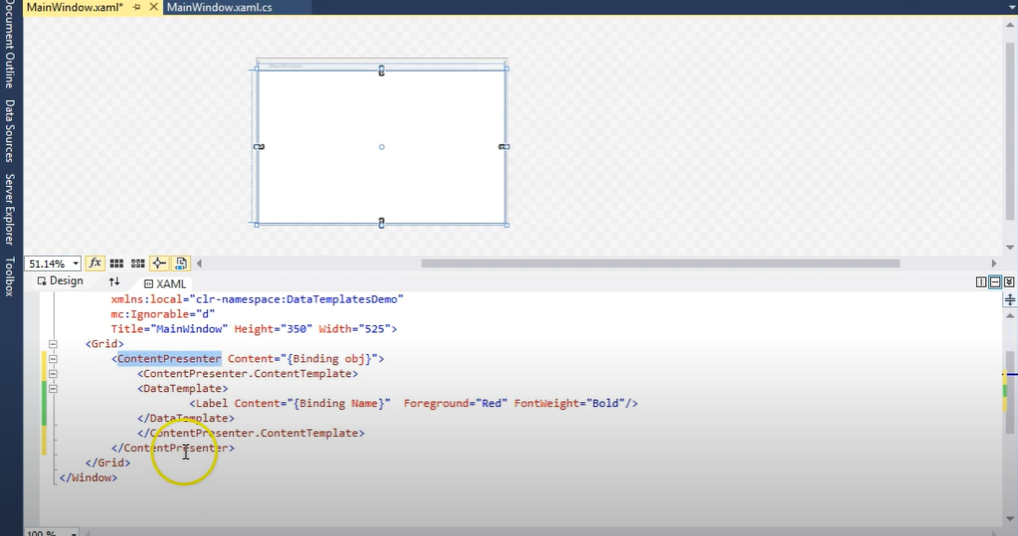 MainWindow.xaml*
MainWindow.xaml.cs
Document Outline
Data Sources
Server Explorer
Toolbox
MainWindow
51.14%
fx
Design
XAML
xmlns:local="clr-namespace:DataTemplatesDemo"
mc:Ignorable="d"
Title="MainWindow" Height="350" Width="525">
<Grid>
<ContentPresenter Content="{Binding obj}">
<ContentPresenter.ContentTemplate>
<DataTemplate>
<Label Content="{Binding Name}"  Foreground="Red" FontWeight="Bold"/>
</DataTemplate>
</ContentPresenter.ContentTemplate>
</ContentPresenter>
</Grid>
</Window>
100 %